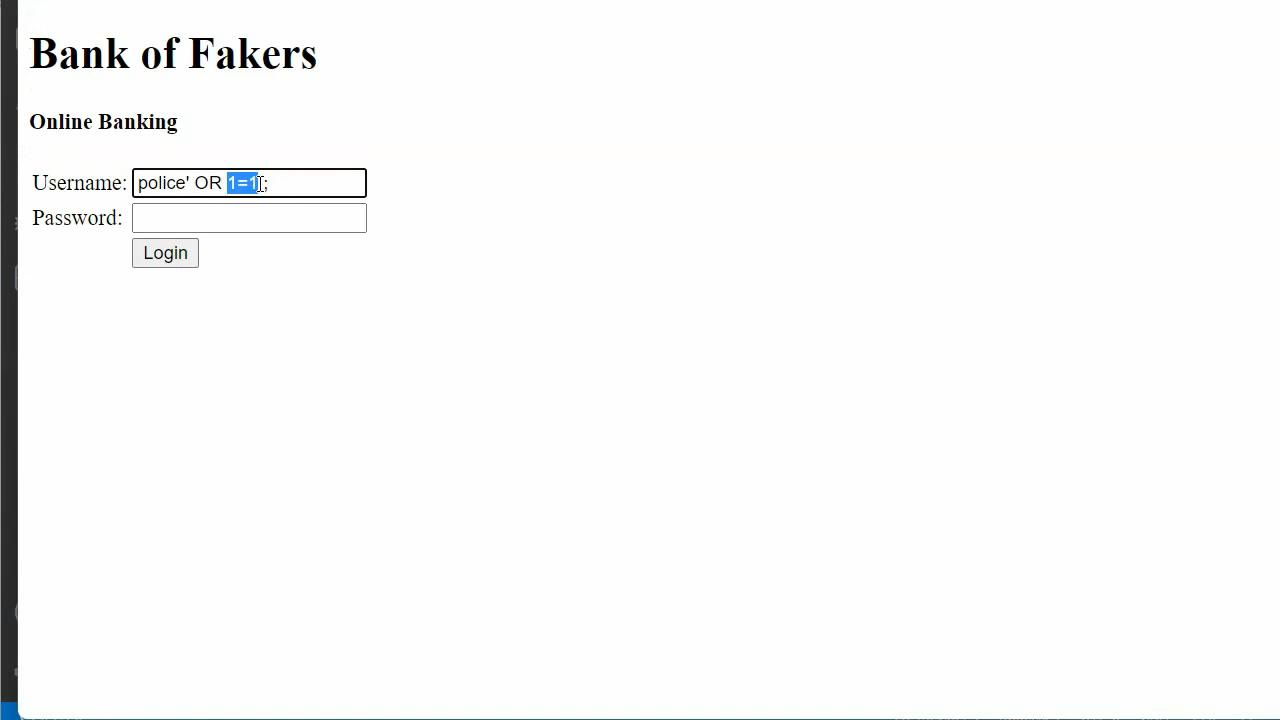 Bank of Fakers
Online Banking
Username: police' OR 1=1;
Password:
Login